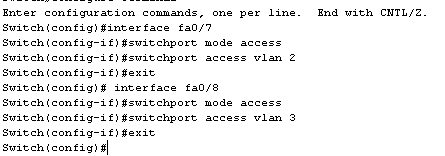 Enter configuration commands, one per line.  End with CNTL/Z.
Switch(config)#interface fa0/7
Switch(config-if)#switchport mode access
Switch(config-if)#switchport access vlan 2
Switch(config-if)#exit
Switch(config)# interface fa0/8
Switch(config-if)#switchport mode access
Switch(config-if)#switchport access vlan 3
Switch(config-if)#exit
Switch(config)#